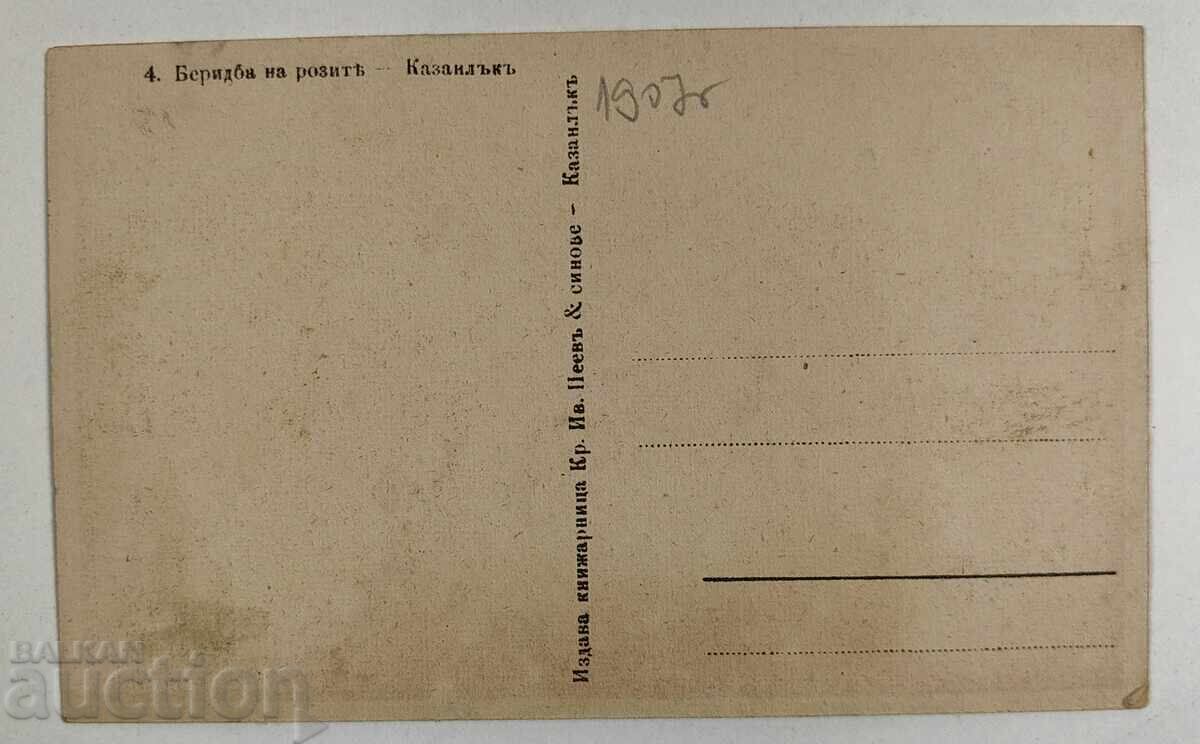 4. Беридба на розитѣ — Казанлъкъ
1907г
Издава книжарница Кр. Ив. Пеевъ & синове – Казанлъкъ
BALKAN
auction